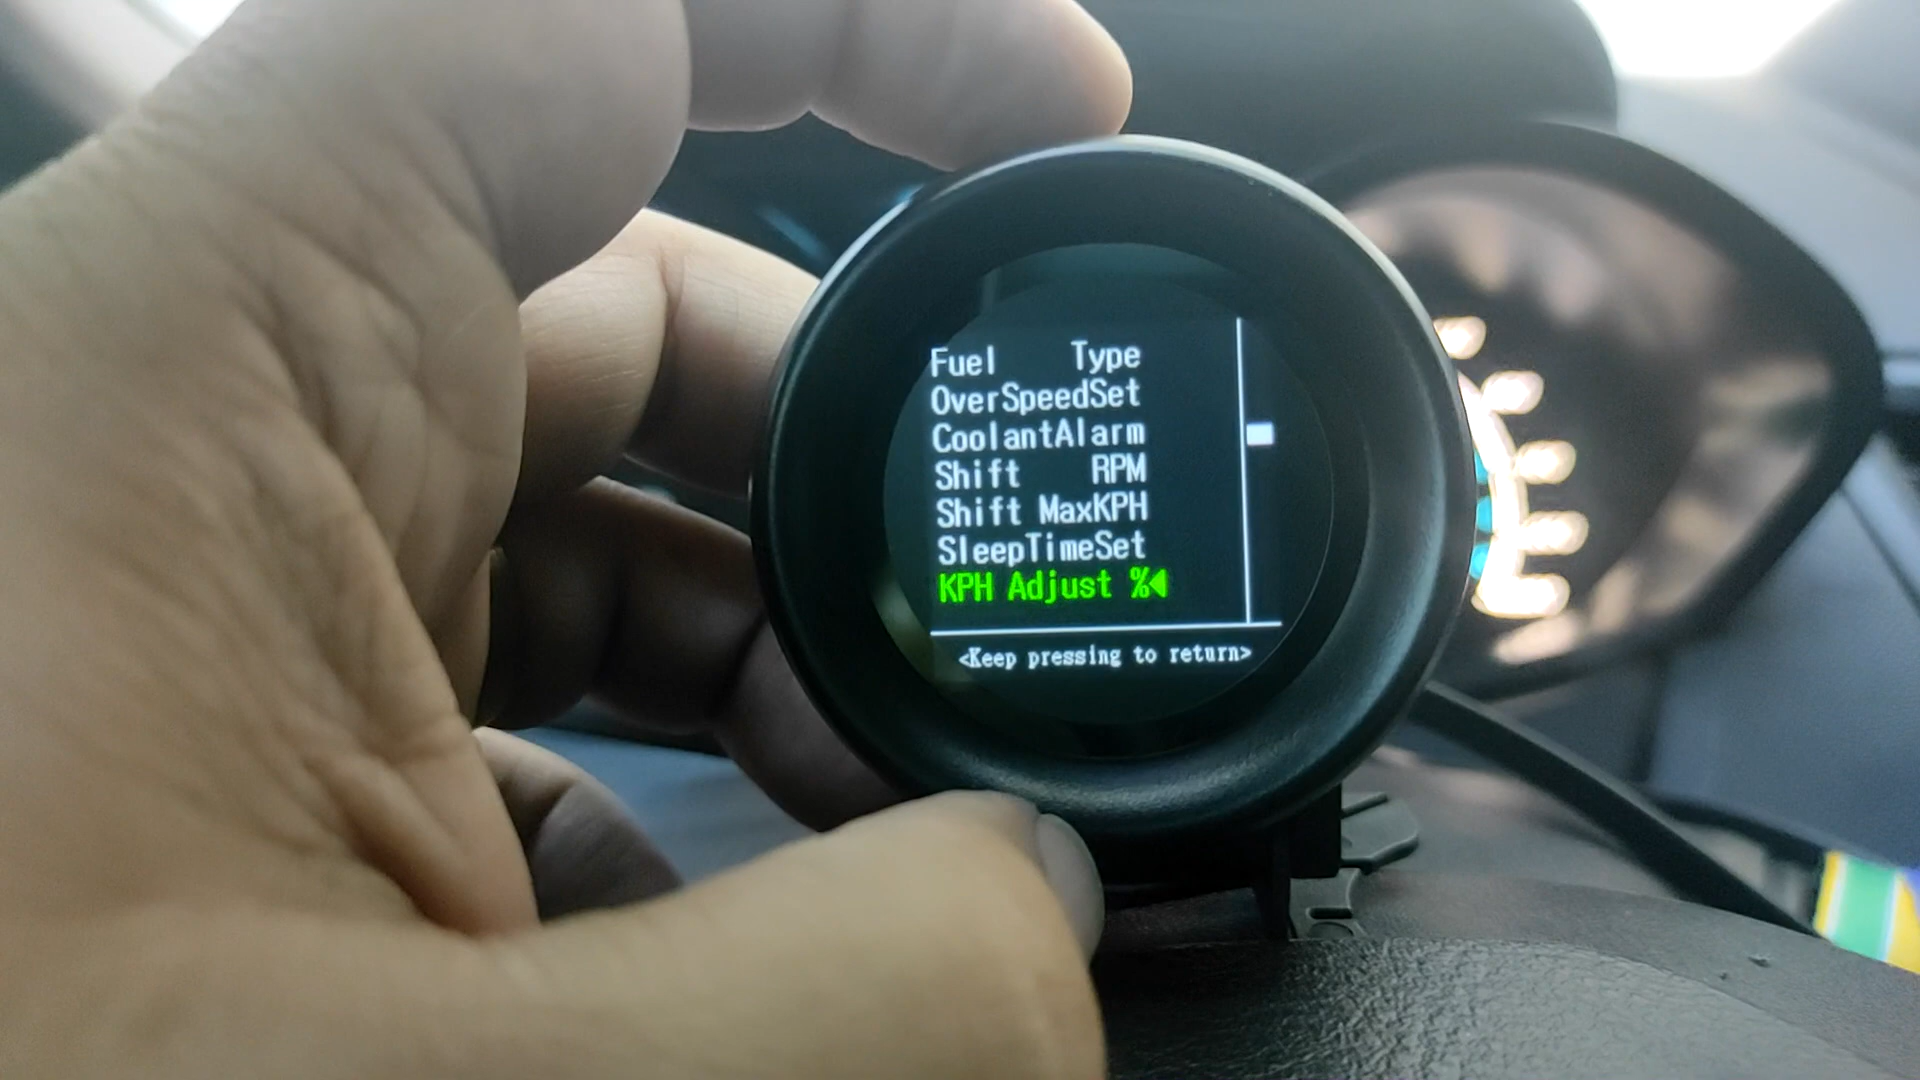 Fuel Type
OverSpeedSet
CoolantAlarm
Shift RPM
Shift MaxKPH
SleepTimeSet
KPH Adjust %◀
<Keep pressing to return>